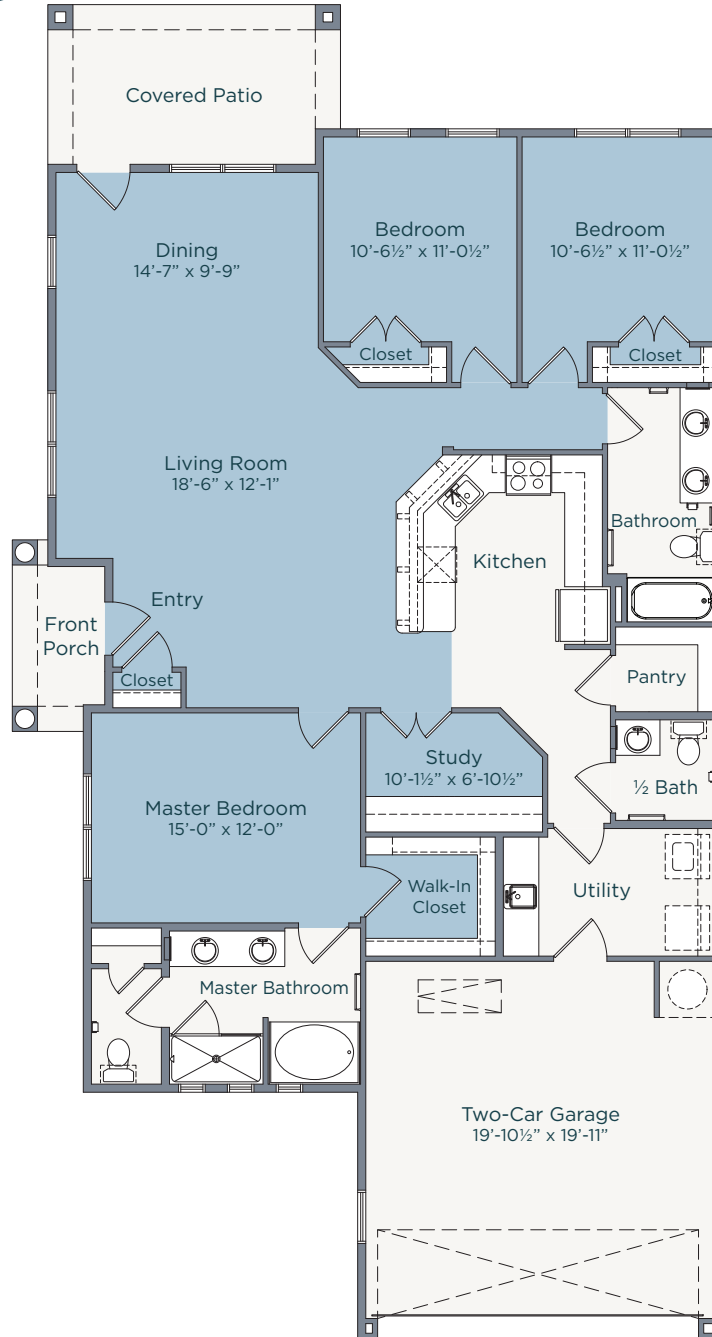 Covered Patio
Dining
14’-7” x 9’-9”
Bedroom
10’-6½” x 11’-0½”
Bedroom
10’-6½” x 11’-0½”
Closet
Closet
Living Room
18’-6” x 12’-1”
Kitchen
Bathroom
Entry
Front
Porch
Closet
Pantry
Study
10’-1½” x 6’-10½”
½ Bath
Master Bedroom
15’-0” x 12’-0”
Walk-In
Closet
Utility
Master Bathroom
Two-Car Garage
19’-10½” x 19’-11”